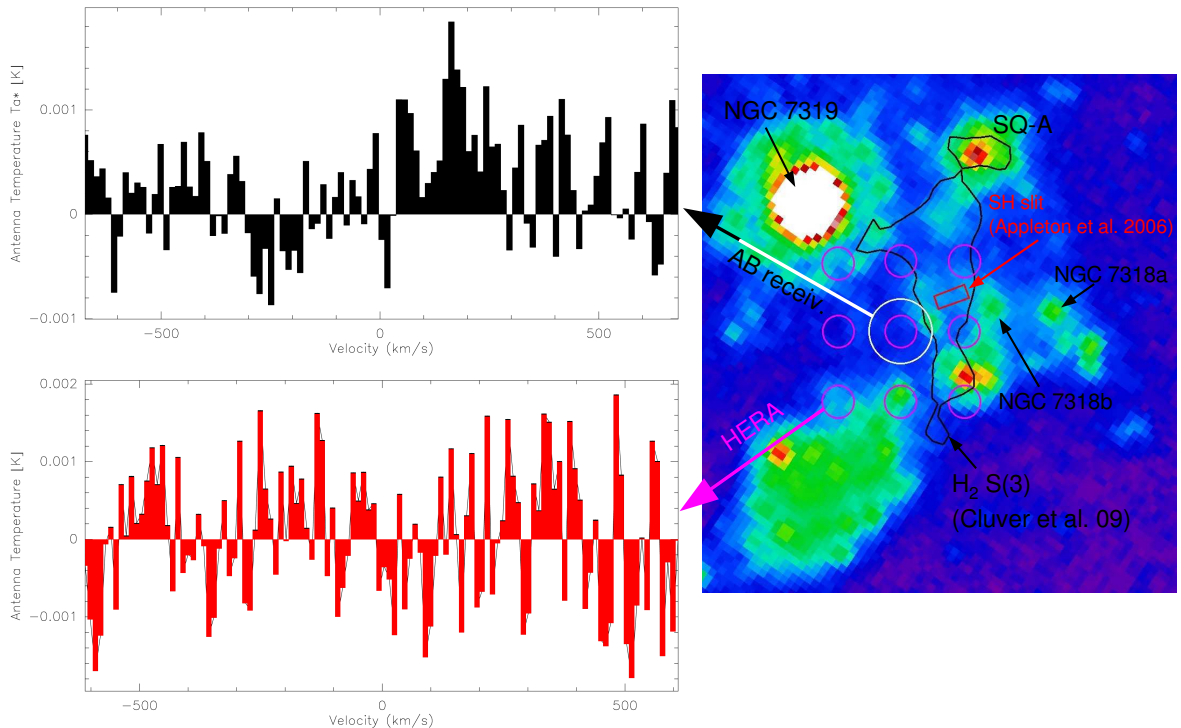 Antenna Temperature Ta* [K]
0.001
0
−0.001
−500
0
500
Velocity (km/s)
Antenna Temperature [K]
0.002
0.001
0
−0.001
−500
0
500
Velocity (km/s)
NGC 7319
SQ-A
SH slit
(Appleton et al. 2006)
NGC 7318a
AB receiv.
NGC 7318b
HERA
H₂ S(3)
(Cluver et al. 09)